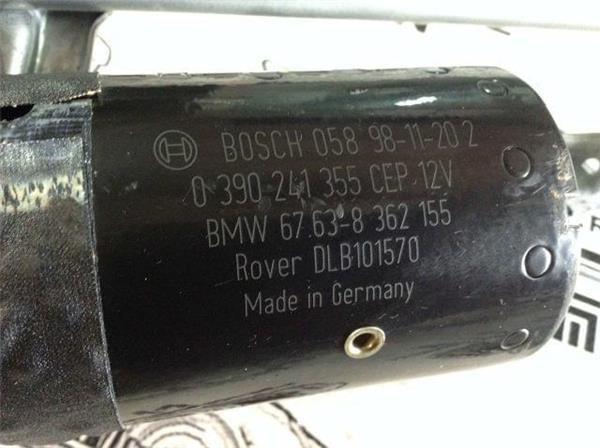 BOSCH 058 98-11-20 2
0 390 241 355 CEP 12V
BMW 67.63-8 362 155
Rover DLB101570
Made in Germany